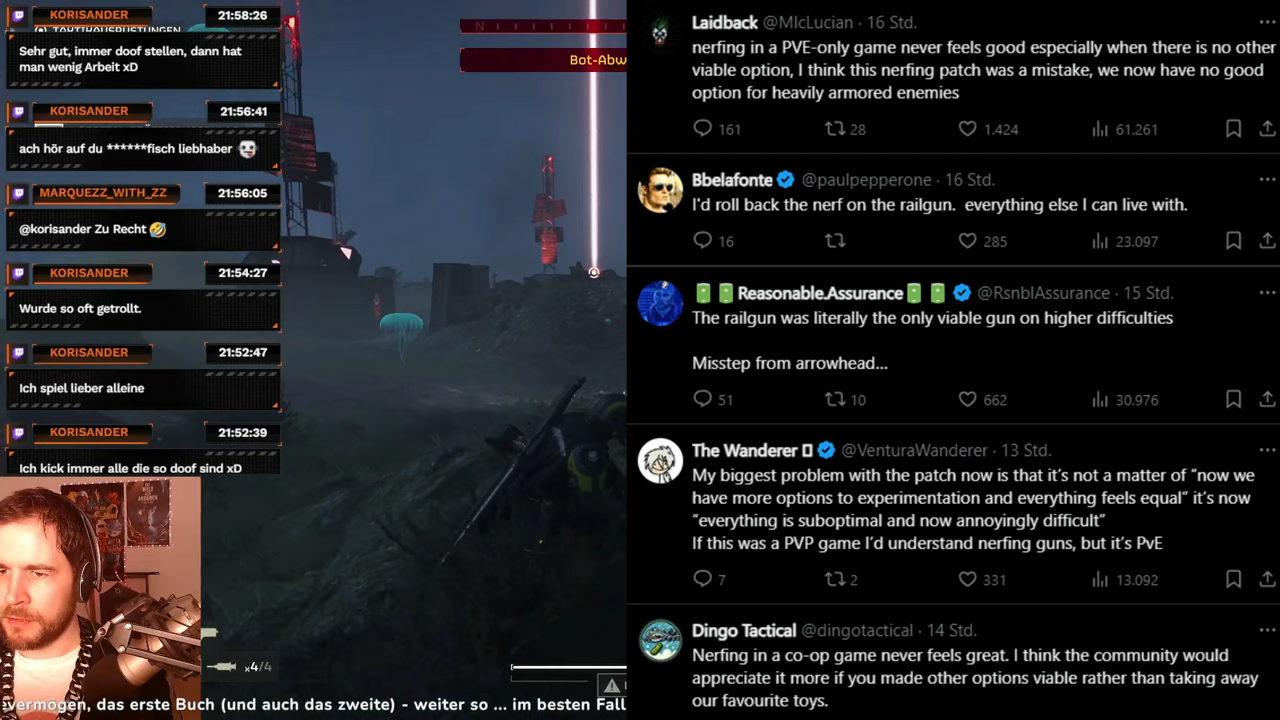 KORISANDER 21:58:26
TAKTIKAUSRÜSTUNGEN
Sehr gut, immer doof stellen, dann hat
man wenig Arbeit xD
KORISANDER 21:56:41
ach hör auf du ******fisch liebhaber
MARQUEZZ_WITH_ZZ 21:56:05
@korisander Zu Recht 🤣
KORISANDER 21:54:27
Wurde so oft getrollt.
KORISANDER 21:52:47
Ich spiel lieber alleine
KORISANDER 21:52:39
Ich kick immer alle die so doof sind xD
N
Bot-Abw
x4/4
vermögen, das erste Buch (und auch das zweite) - weiter so ... im besten Fall
Laidback @MIcLucian · 16 Std.
nerfing in a PVE-only game never feels good especially when there is no other
viable option, I think this nerfing patch was a mistake, we now have no good
option for heavily armored enemies
161 28 1.424 61.261
Bbelafonte @paulpepperone · 16 Std.
I'd roll back the nerf on the railgun. everything else I can live with.
16 285 23.097
🔋🔋Reasonable.Assurance🔋🔋 @RsnblAssurance · 15 Std.
The railgun was literally the only viable gun on higher difficulties
Misstep from arrowhead...
51 10 662 30.976
The Wanderer @VenturaWanderer · 13 Std.
My biggest problem with the patch now is that it's not a matter of “now we
have more options to experimentation and everything feels equal” it's now
“everything is suboptimal and now annoyingly difficult”
If this was a PVP game I'd understand nerfing guns, but it's PvE
7 2 331 13.092
Dingo Tactical @dingotactical · 14 Std.
Nerfing in a co-op game never feels great. I think the community would
appreciate it more if you made other options viable rather than taking away
our favourite toys.